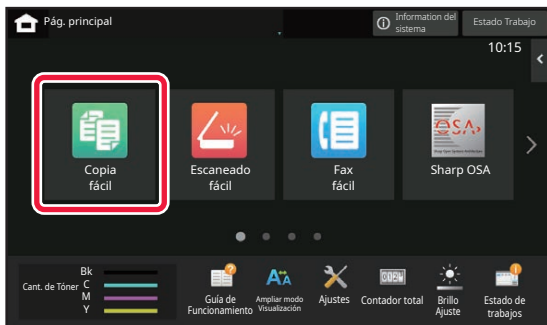 Pág. principal
Information del
sistema
Estado Trabajo
10:15
Copia
fácil
Escaneado
fácil
Fax
fácil
Sharp OSA
Cant. de Tóner
Bk
C
M
Y
Guía de
Funcionamiento
Ampliar modo
Visualización
Ajustes
Contador total
Brillo
Ajuste
Estado de
trabajos